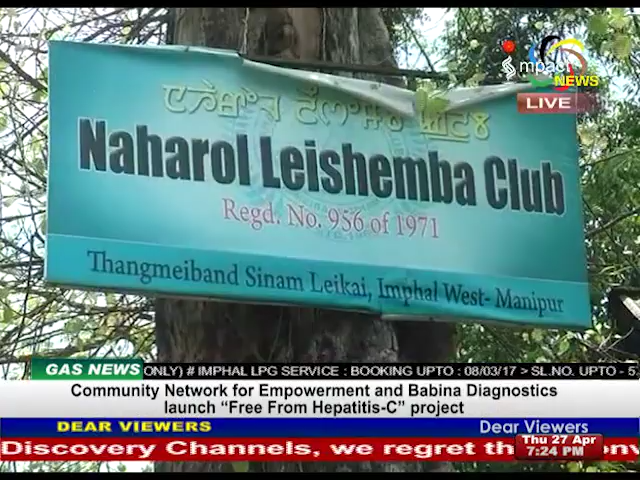 Impact
NEWS
LIVE
Naharol Leishemba Club
Regd. No. 956 of 1971
Thangmeiband Sinam Leikai, Imphal West- Manipur
GAS NEWS
ONLY) # IMPHAL LPG SERVICE : BOOKING UPTO : 08/03/17 > SL.NO. UPTO - 5
Community Network for Empowerment and Babina Diagnostics
launch “Free From Hepatitis-C” project
DEAR VIEWERS
Dear Viewers
Discovery Channels, we regret th
Thu 27 Apr
7:24 PM